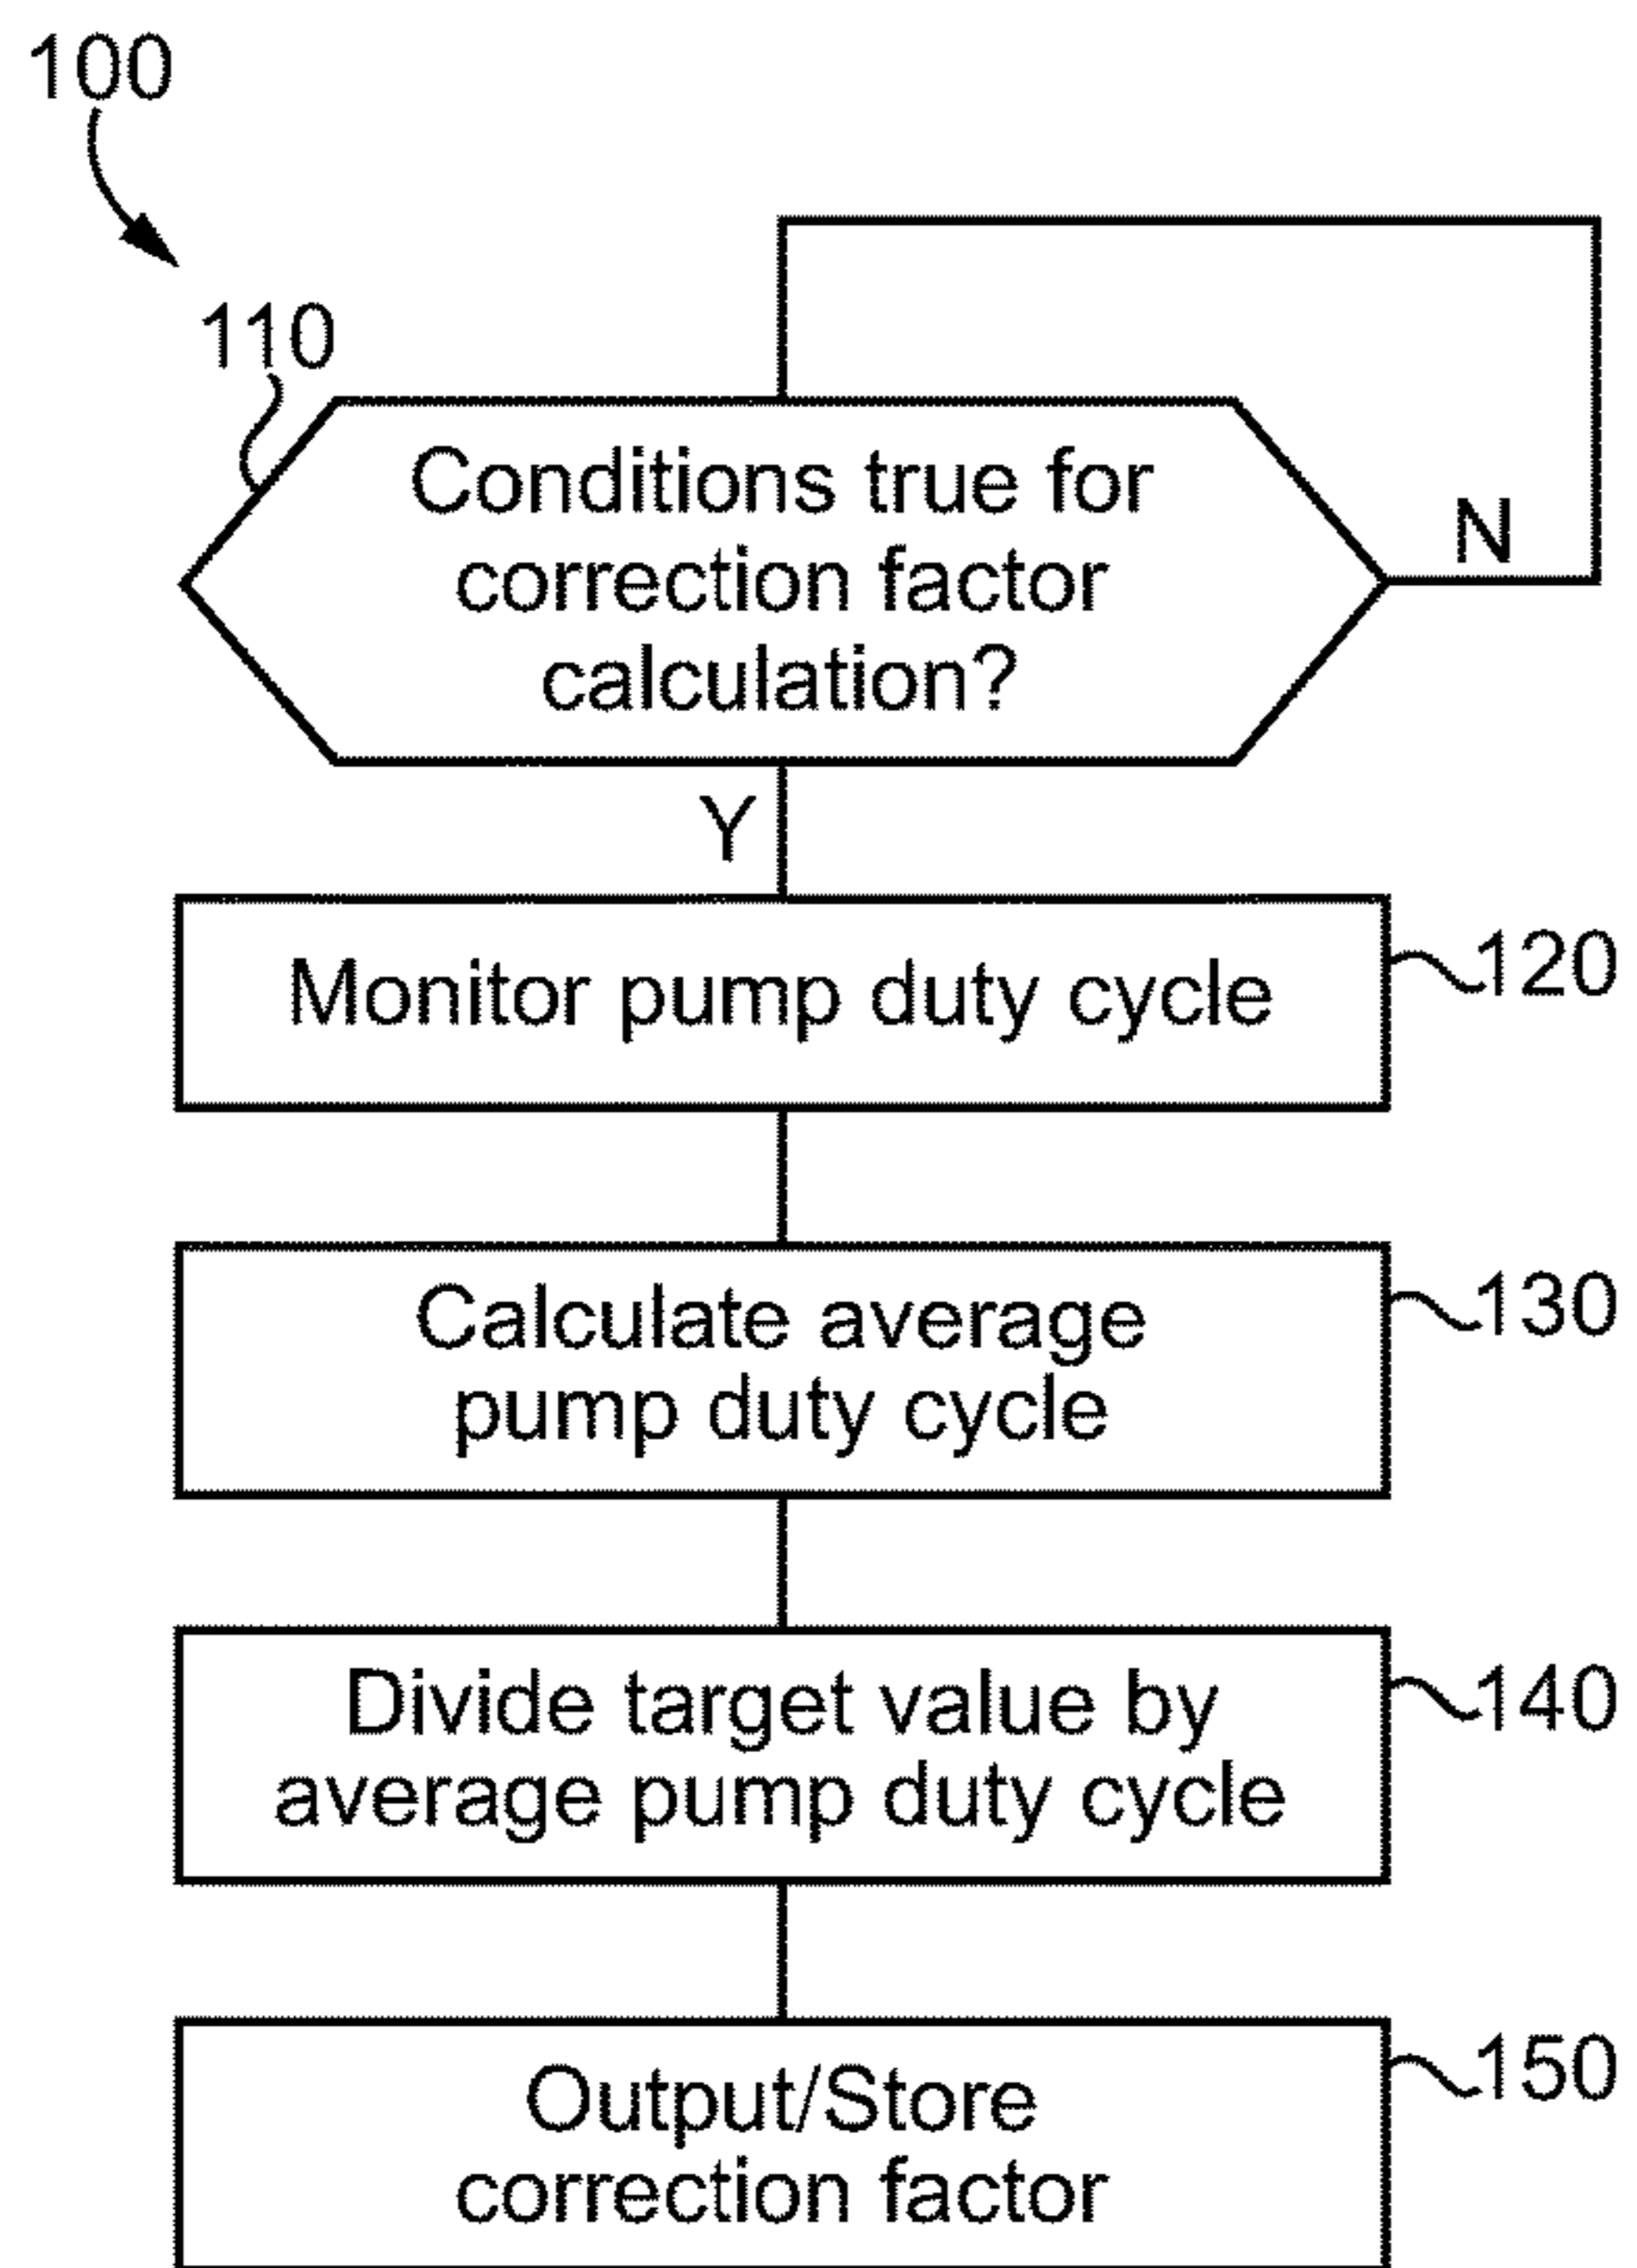 100
110
Conditions true for
correction factor
calculation?
N
Y
Monitor pump duty cycle
120
Calculate average
pump duty cycle
130
Divide target value by
average pump duty cycle
140
Output/Store
correction factor
150